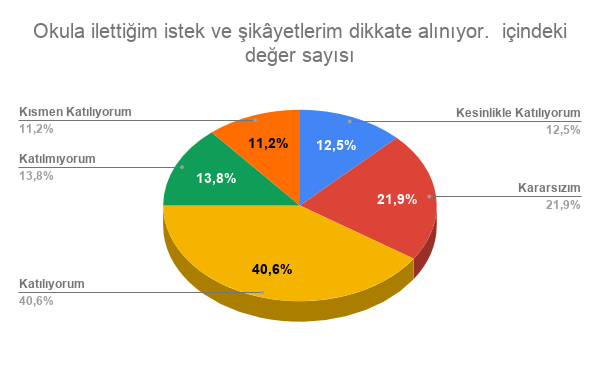 Okula ilettiğim istek ve şikâyetlerim dikkate alınıyor.  içindeki
değer sayısı
Kısmen Katılıyorum
11,2%
Kesinlikle Katılıyorum
12,5%
11,2%
12,5%
Katılmıyorum
13,8%
13,8%
Kararsızım
21,9%
21,9%
40,6%
Katılıyorum
40,6%